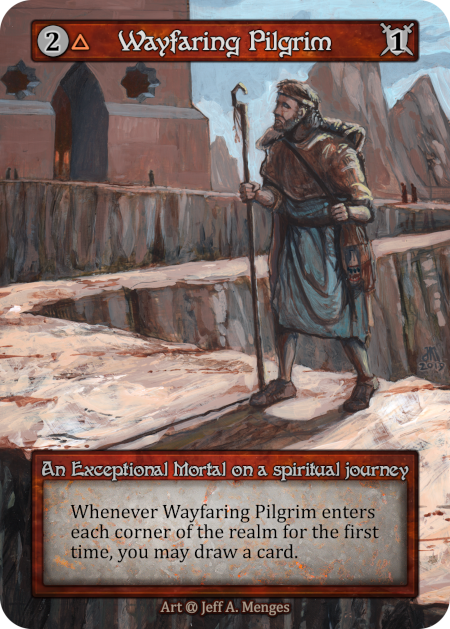 2 Wayfaring Pilgrim 1
2015
An Exceptional Mortal on a spiritual journey
Whenever Wayfaring Pilgrim enters
each corner of the realm for the first
time, you may draw a card.
Art @ Jeff A. Menges